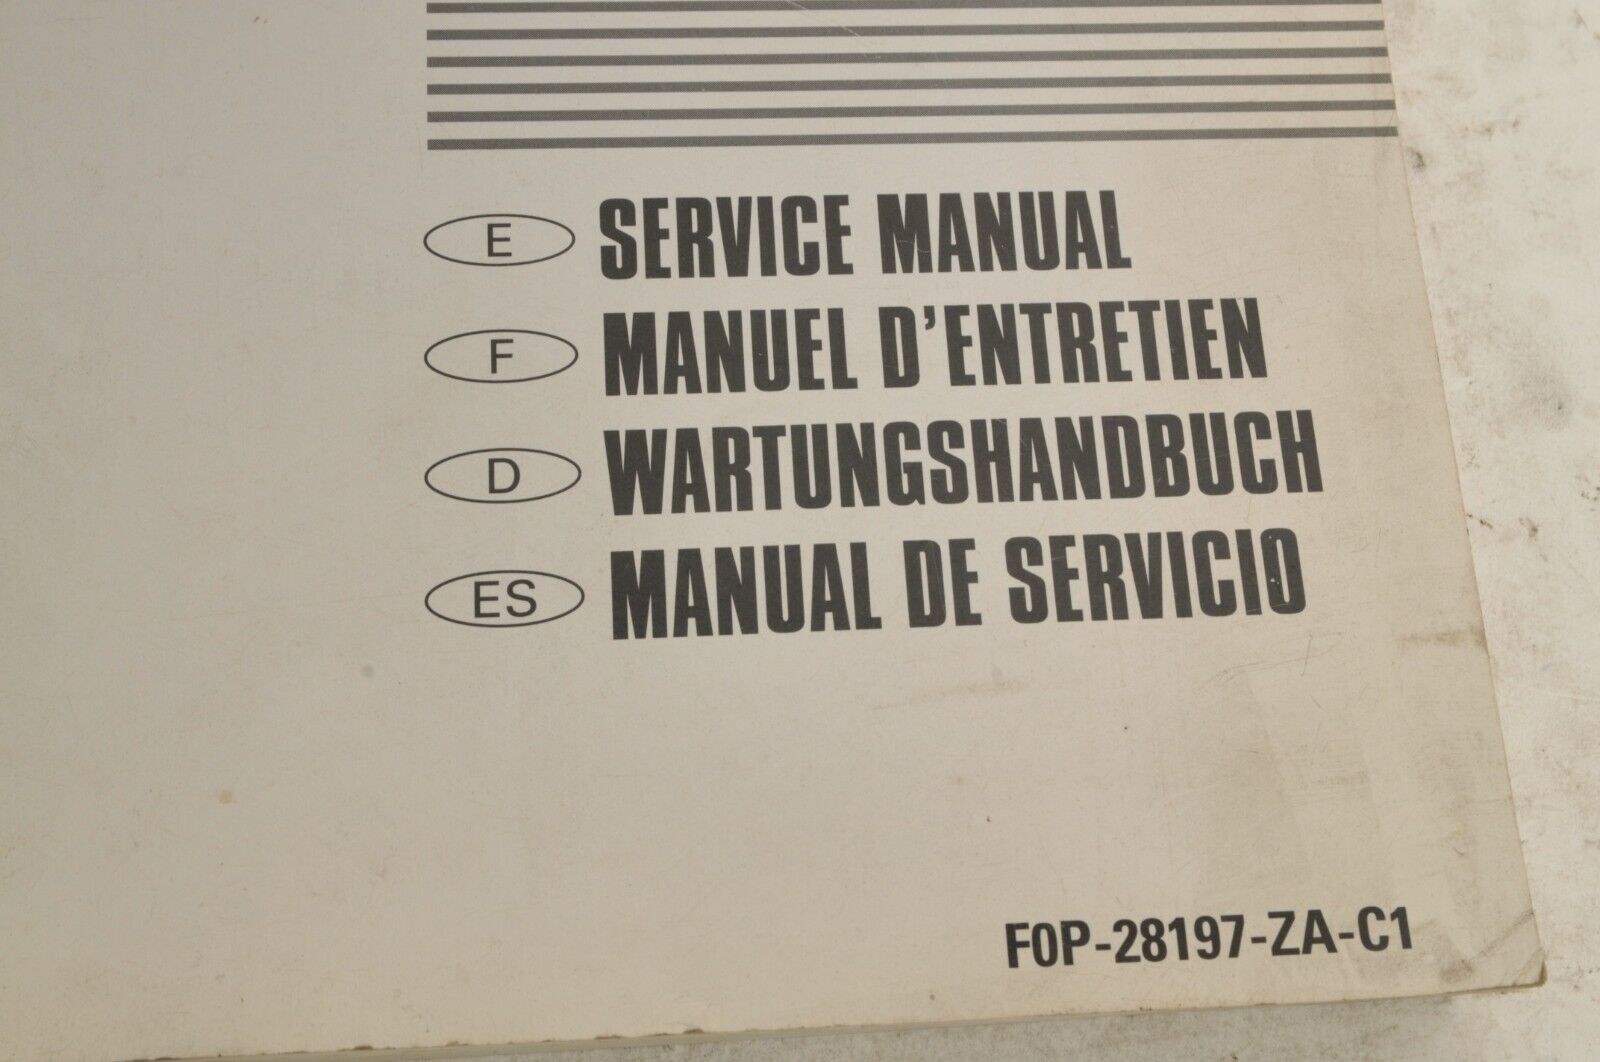 E SERVICE MANUAL
F MANUEL D'ENTRETIEN
D WARTUNGSHANDBUCH
ES MANUAL DE SERVICIO
F0P-28197-ZA-C1